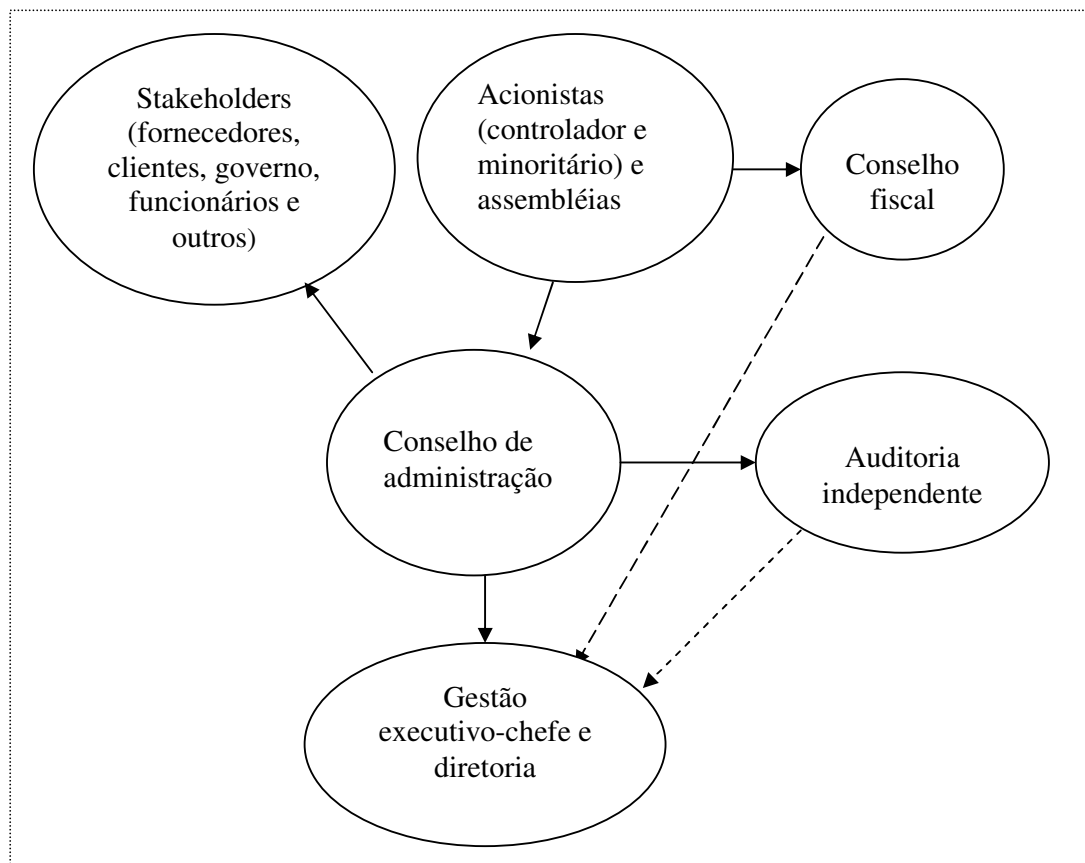 Stakeholders
(fornecedores,
clientes, governo,
funcionários e
outros)
Acionistas
(controlador e
minoritário) e
assembléias
Conselho
fiscal
Conselho de
administração
Auditoria
independente
Gestão
executivo-chefe e
diretoria